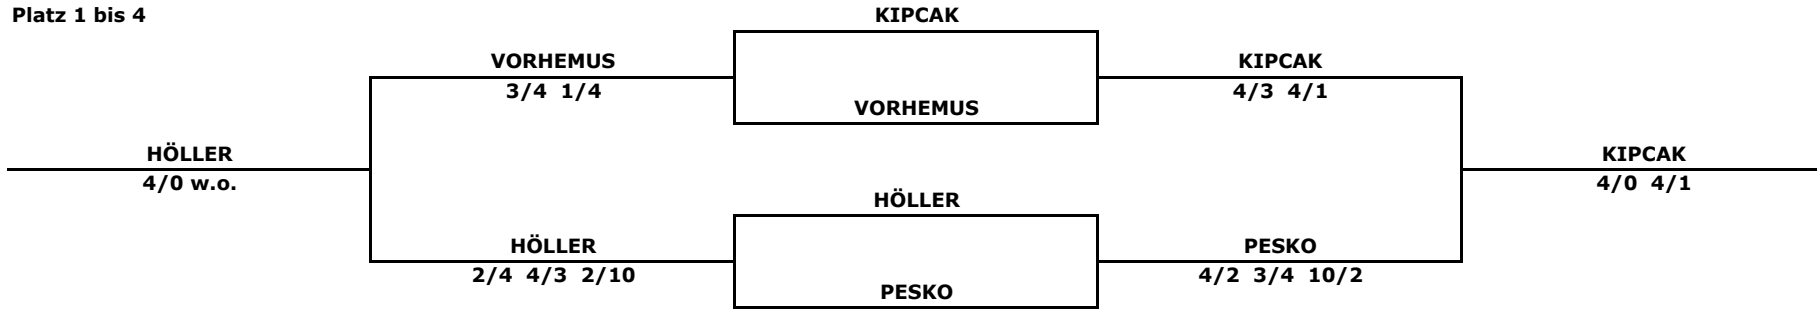 Platz 1 bis 4
KIPCAK
VORHEMUS
KIPCAK
3/4 1/4
4/3 4/1
VORHEMUS
HÖLLER
KIPCAK
4/0 w.o.
4/0 4/1
HÖLLER
HÖLLER
PESKO
2/4 4/3 2/10
4/2 3/4 10/2
PESKO